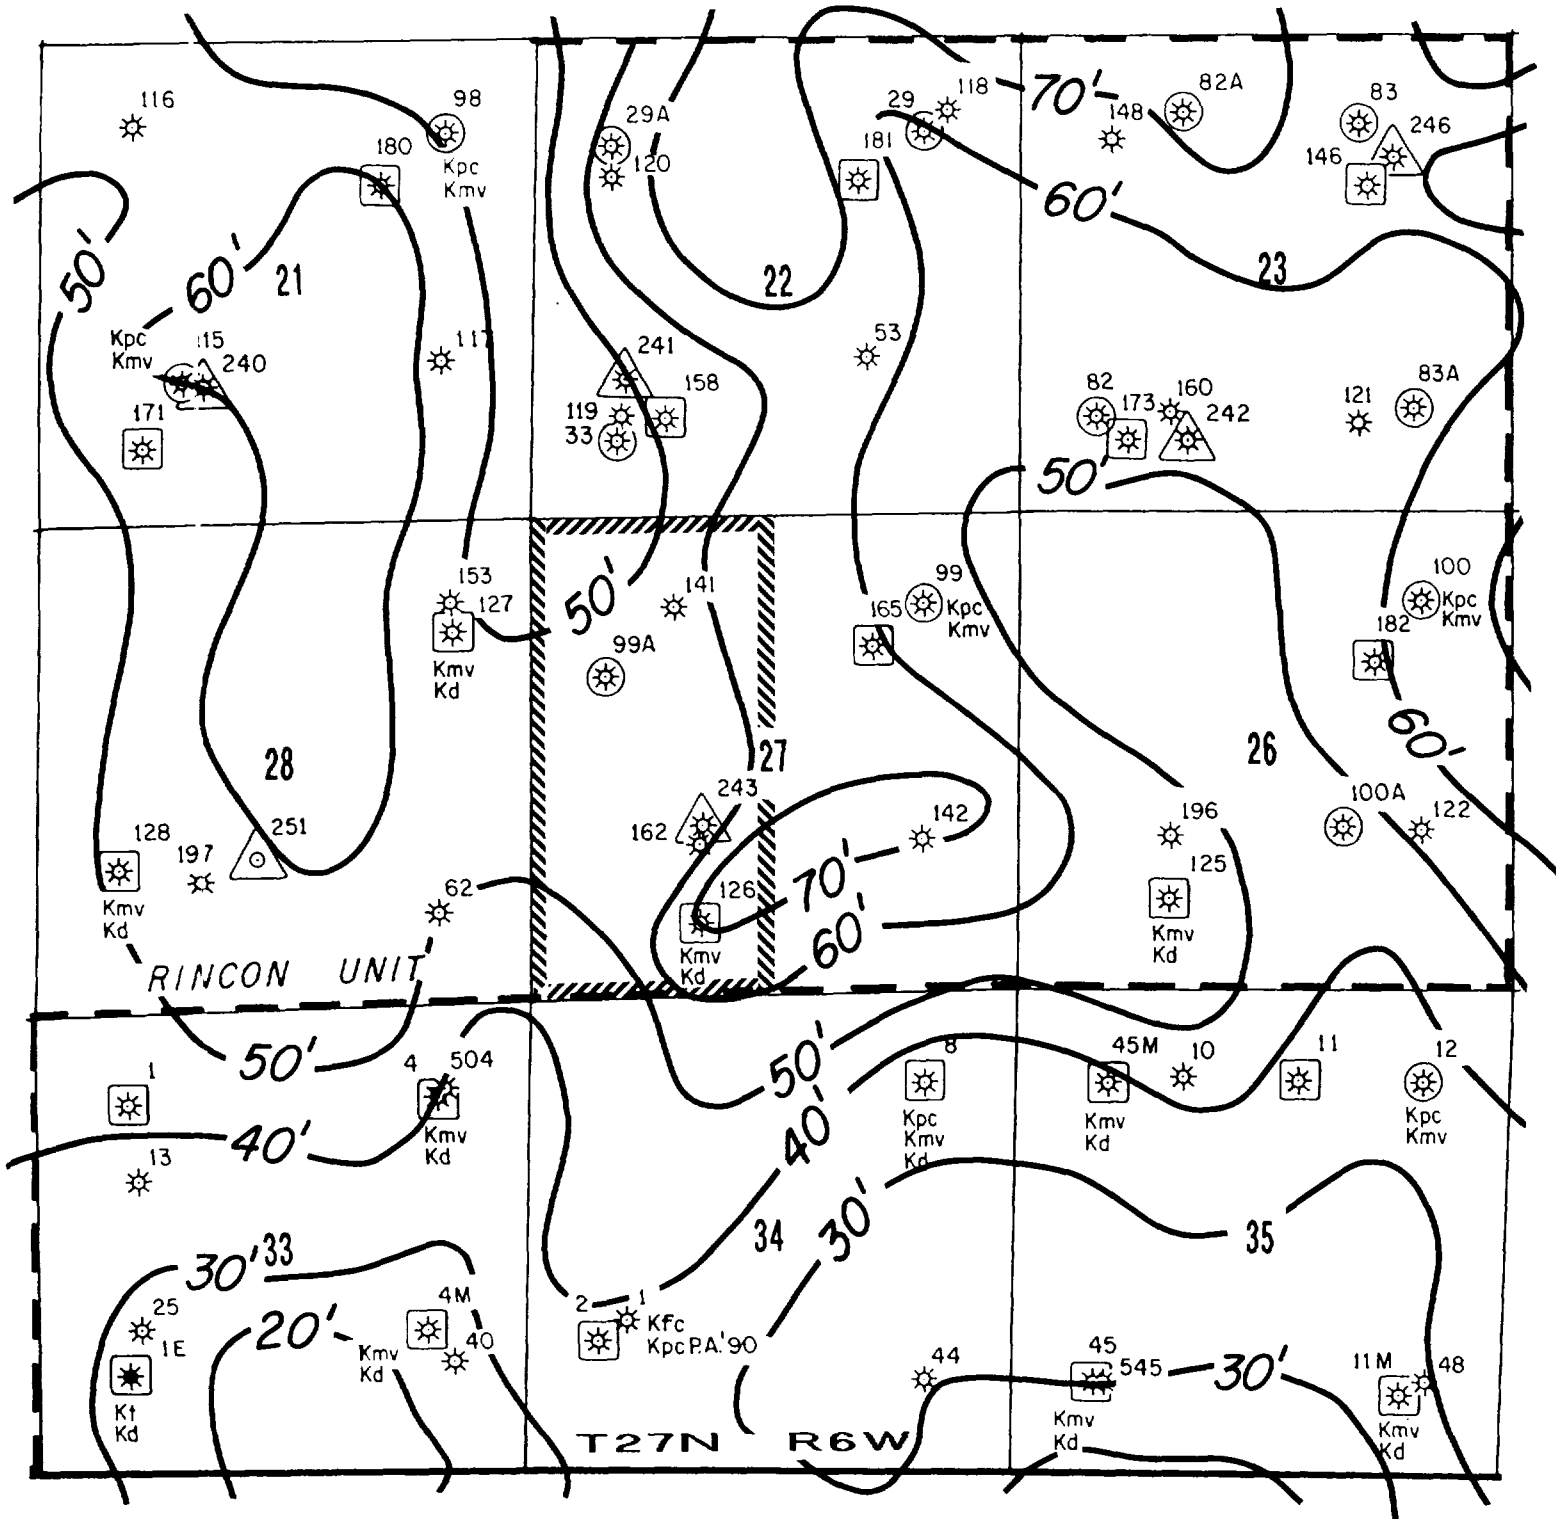 116
98
Kpc
Kmv
180
29A
120
29
118
181
70'
148
82A
83
246
146
60'
50'
60'
21
22
23
Kpc
Kmv
115
240
171
117
241
158
119
33
53
82
173
160
242
121
83A
50'
153
127
Kmv
Kd
50'
141
99A
165
99
Kpc
Kmv
100
Kpc
Kmv
182
60'
28
27
26
243
162
142
126
Kmv
Kd
70'
60'
196
125
Kmv
Kd
100A
122
128
Kmv
Kd
197
251
62
RINCON UNIT
50'
1
4
504
Kmv
Kd
40'
13
50'
40'
8
Kpc
Kmv
Kd
45M
Kmv
Kd
10
11
12
Kpc
Kmv
30'
33
34
30'
35
25
1E
Kt
Kd
20'
4M
Kmv
Kd
40
2
1
Kfc
Kpc P.A.'90
44
45
545
Kmv
Kd
30'
11M
48
Kmv
Kd
T27N R6W